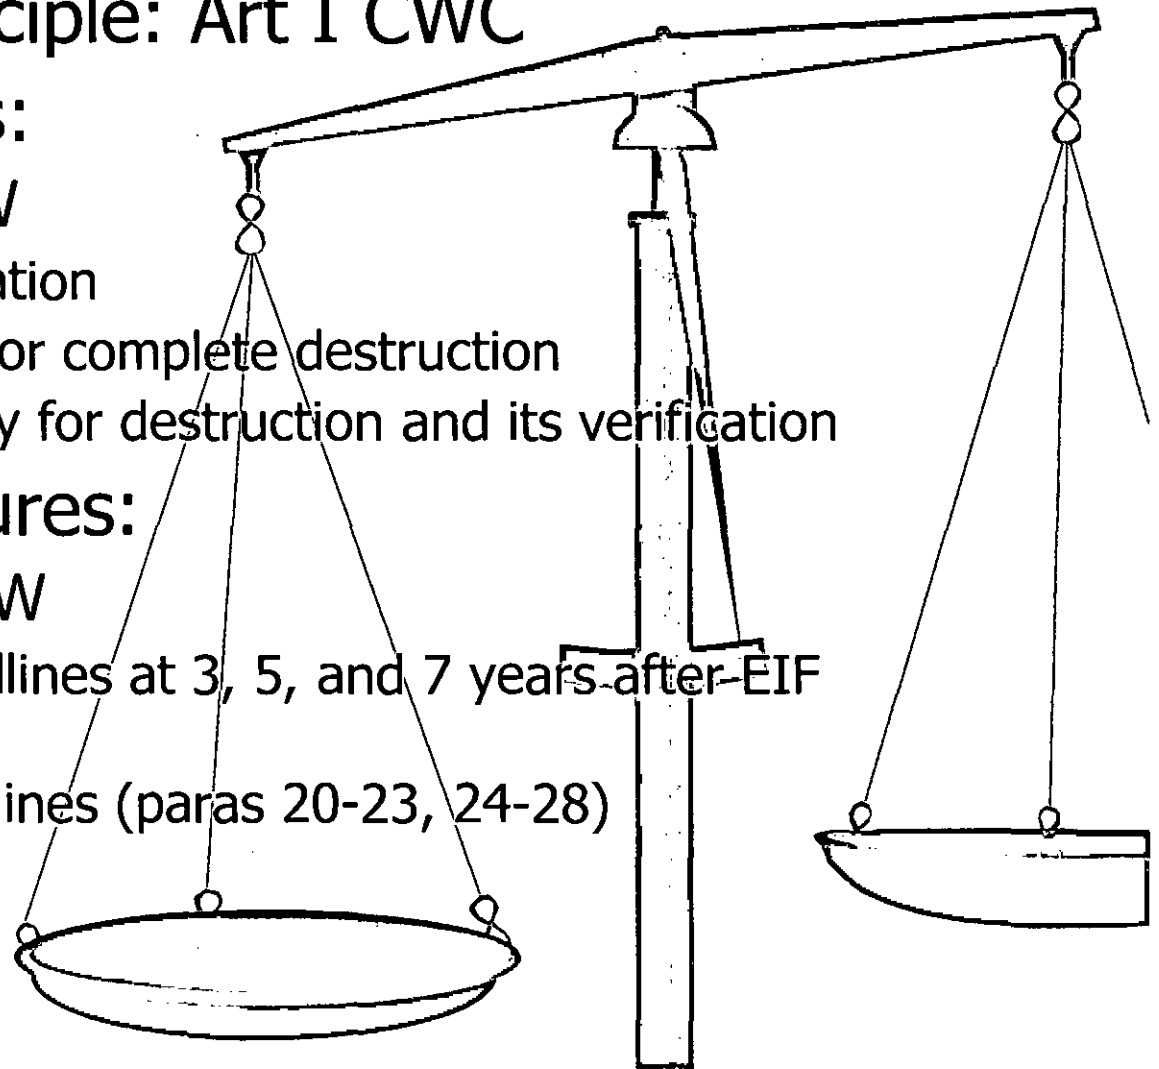 ciple: Art I CWC
s:
W
ation
or complete destruction
y for destruction and its verification
ures:
W
llines at 3, 5, and 7 years after EIF
ines (paras 20-23, 24-28)